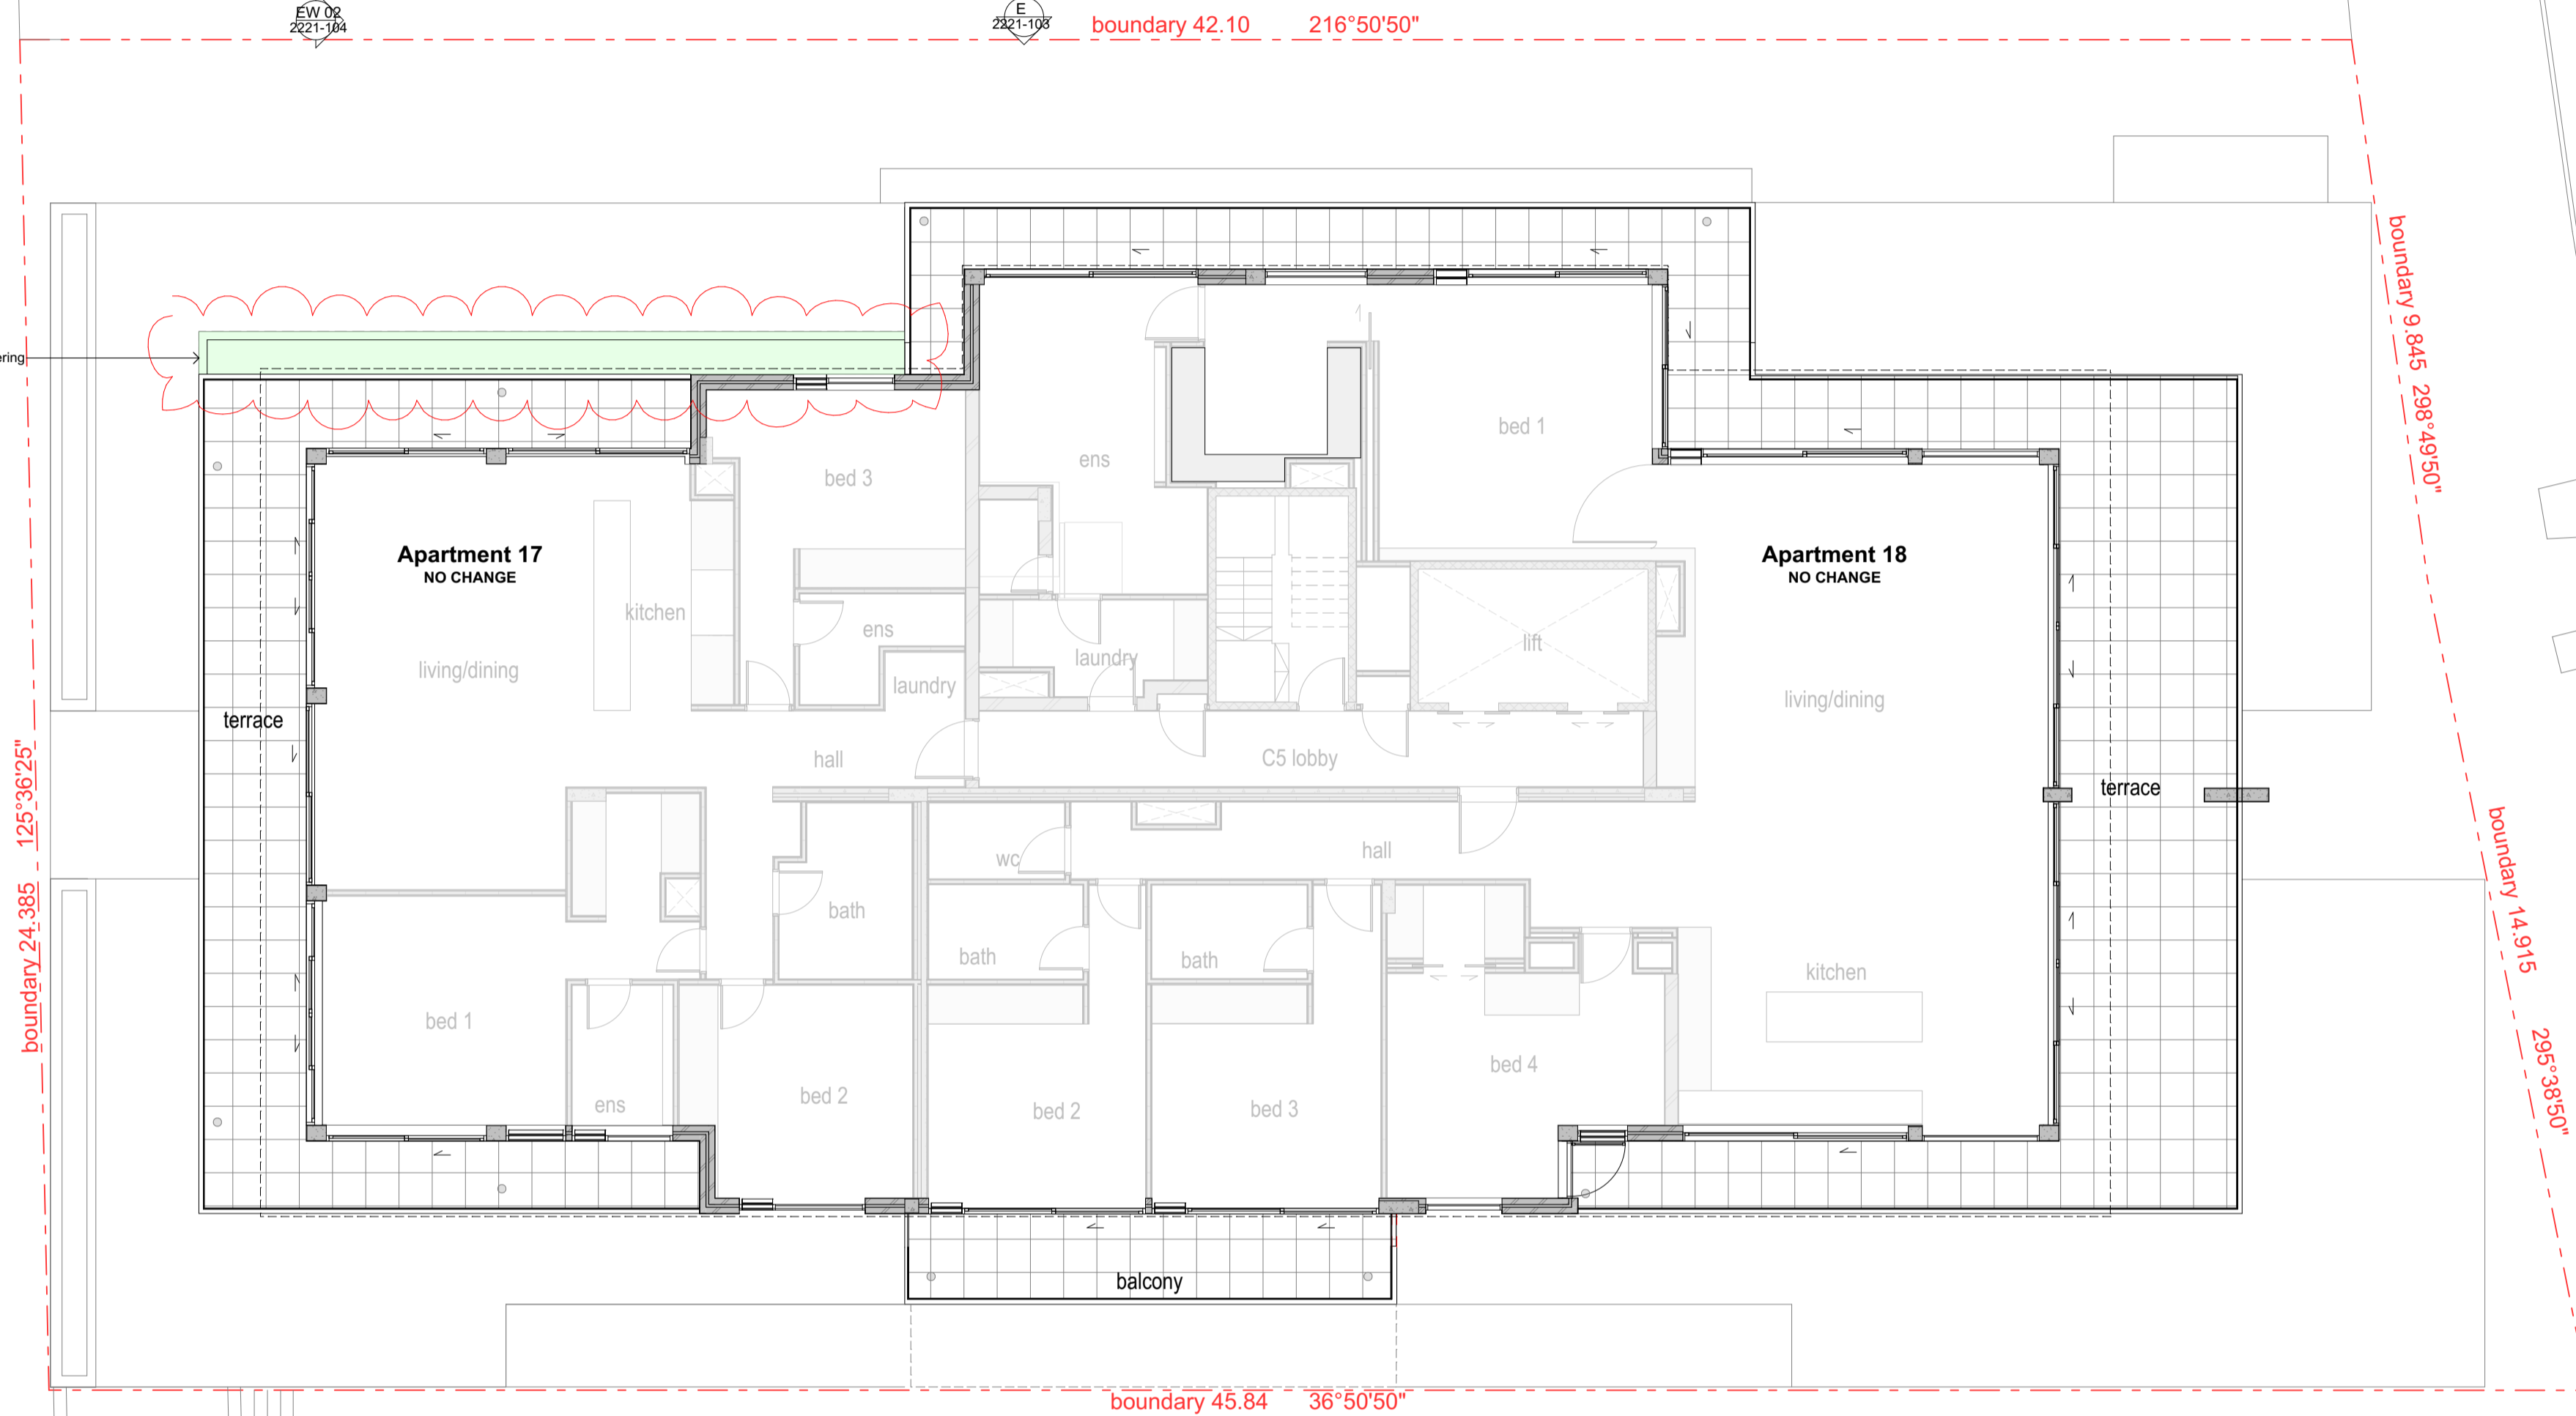 EW 02
2221-104
E
2221-103
boundary 42.10 216°50'50"
boundary 9.845 298°49'50"
ering
bed 1
ens
bed 3
Apartment 17
NO CHANGE
Apartment 18
NO CHANGE
kitchen
ens
lift
living/dining
laundry
laundry
living/dining
terrace
hall
C5 lobby
terrace
boundary 24.385 125°36'25"
wc
hall
bath
bath
bath
kitchen
boundary 14.915 295°38'50"
bed 1
bed 4
ens
bed 2
bed 2
bed 3
balcony
boundary 45.84 36°50'50"